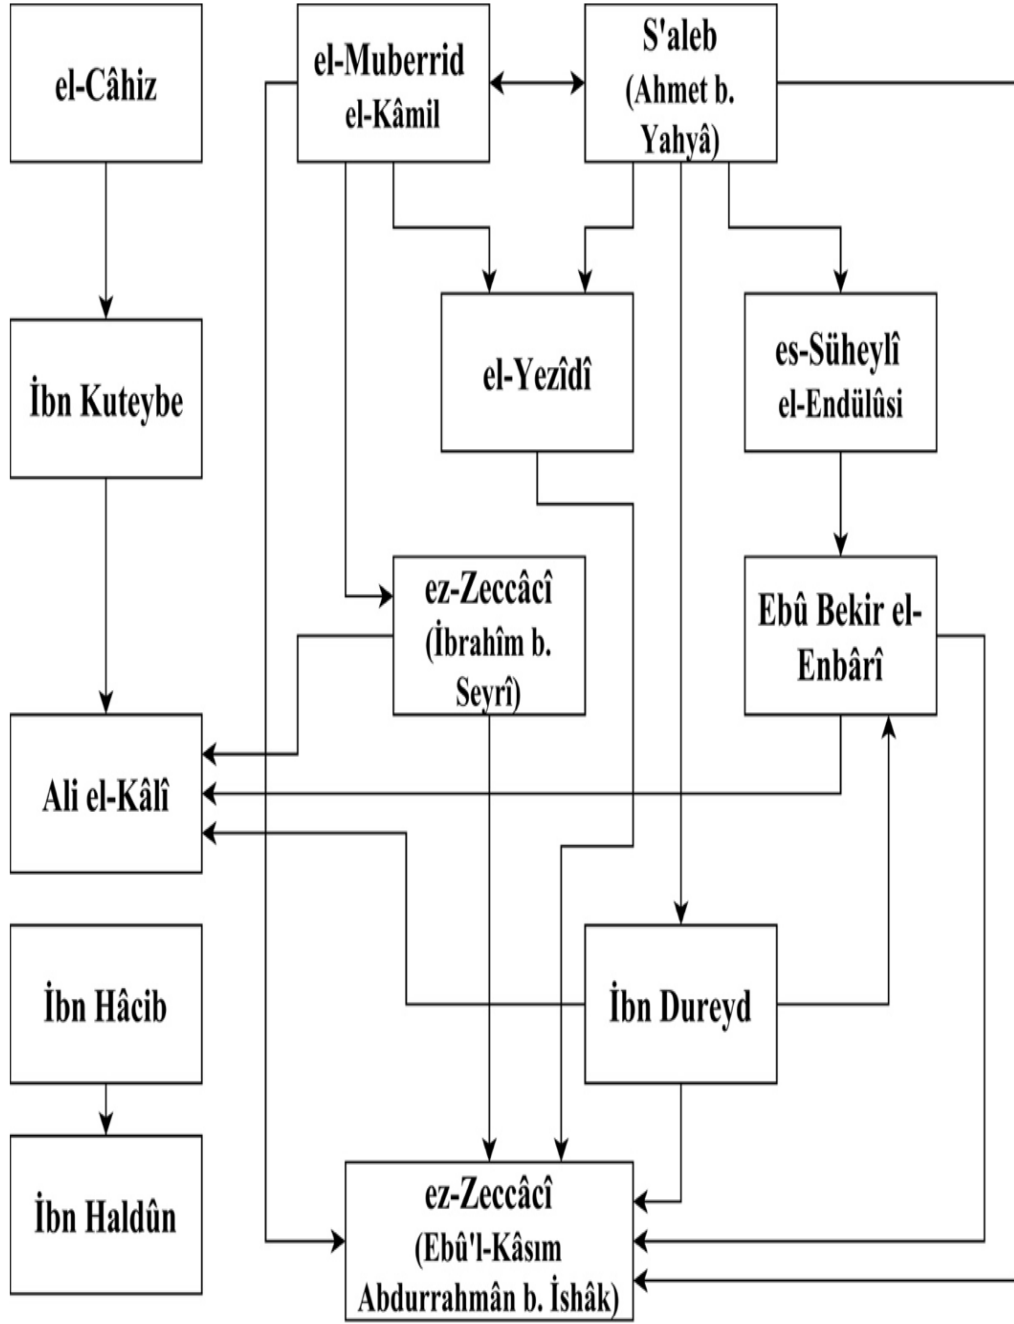 el-Câhiz
el-Muberrid
el-Kâmil
S'aleb
(Ahmet b.
Yahyâ)
İbn Kuteybe
el-Yezîdî
es-Süheylî
el-Endülûsi
ez-Zeccâcî
(İbrahîm b.
Seyrî)
Ebû Bekir el-
Enbârî
Ali el-Kâlî
İbn Hâcib
İbn Dureyd
İbn Haldûn
ez-Zeccâcî
(Ebû'l-Kâsım
Abdurrahmân b. İshâk)